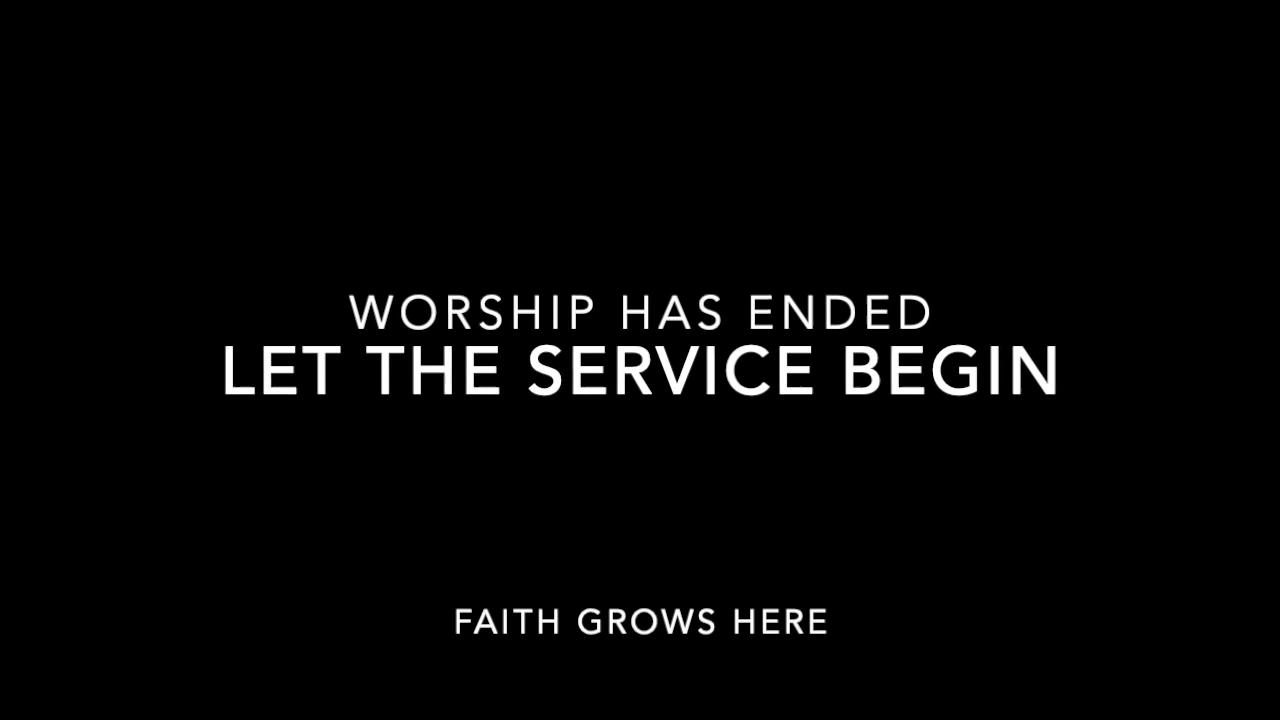 WORSHIP HAS ENDED
LET THE SERVICE BEGIN
FAITH GROWS HERE